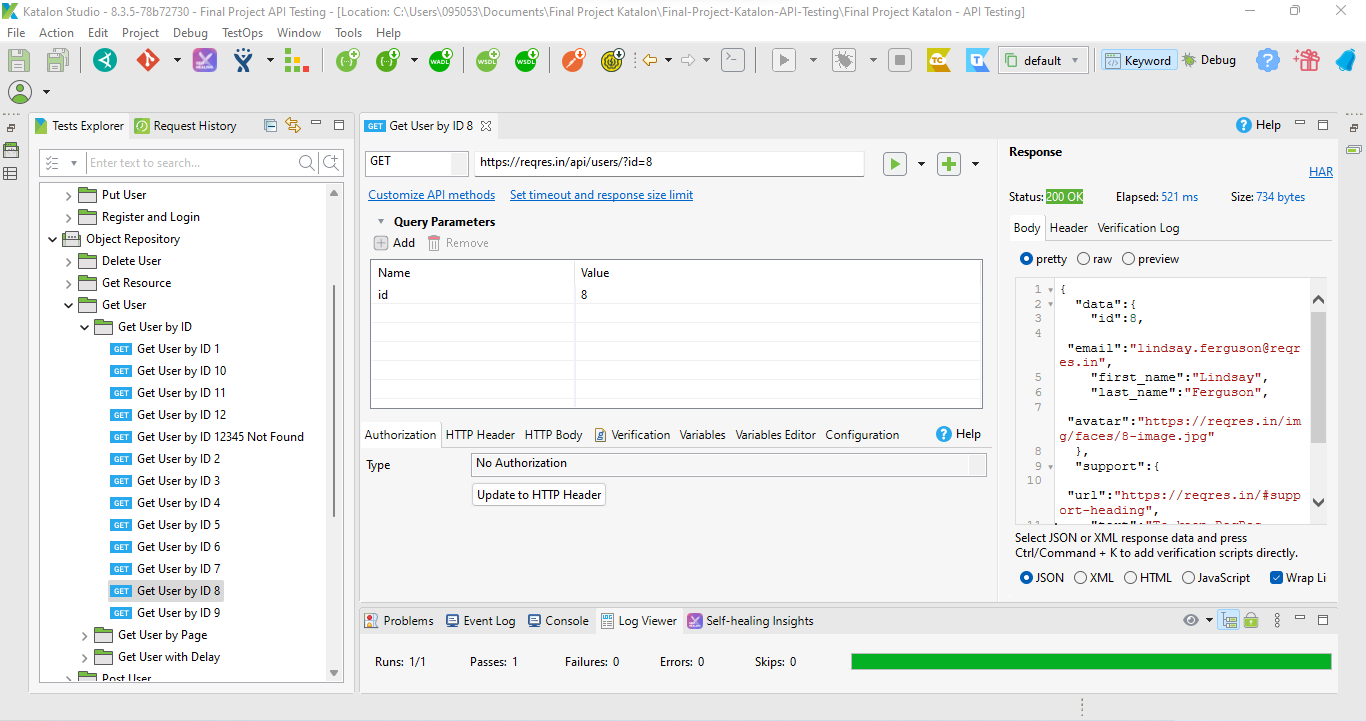 Katalon Studio - 8.3.5-78b72730 - Final Project API Testing - [Location: C:\Users\095053\Documents\Final Project Katalon\Final-Project-Katalon-API-Testing\Final Project Katalon - API Testing]
File Action Edit Project Debug TestOps Window Tools Help
WADL WSDL WSDL TC T default Keyword Debug
Tests Explorer Request History
Enter text to search...
Put User
Register and Login
Object Repository
Delete User
Get Resource
Get User
Get User by ID
GET Get User by ID 1
GET Get User by ID 10
GET Get User by ID 11
GET Get User by ID 12
GET Get User by ID 12345 Not Found
GET Get User by ID 2
GET Get User by ID 3
GET Get User by ID 4
GET Get User by ID 5
GET Get User by ID 6
GET Get User by ID 7
GET Get User by ID 8
GET Get User by ID 9
Get User by Page
Get User with Delay
Post User
GET Get User by ID 8
Help
GET https://reqres.in/api/users/?id=8
Customize API methods Set timeout and response size limit
Query Parameters
Add Remove
Name Value
id 8
Authorization HTTP Header HTTP Body Verification Variables Variables Editor Configuration Help
Type No Authorization
Update to HTTP Header
Response
HAR
Status: 200 OK Elapsed: 521 ms Size: 734 bytes
Body Header Verification Log
pretty raw preview
1 {
2 "data":{
3 "id":8,
4
"email":"lindsay.ferguson@reqr
es.in",
5 "first_name":"Lindsay",
6 "last_name":"Ferguson",
7
"avatar":"https://reqres.in/im
g/faces/8-image.jpg"
8 },
9 "support":{
10
"url":"https://reqres.in/#supp
ort-heading",
11 "text":"To keep ReqRes
Select JSON or XML response data and press
Ctrl/Command + K to add verification scripts directly.
JSON XML HTML JavaScript Wrap Li
Problems Event Log Console Log Viewer Self-healing Insights
Runs: 1/1 Passes: 1 Failures: 0 Errors: 0 Skips: 0